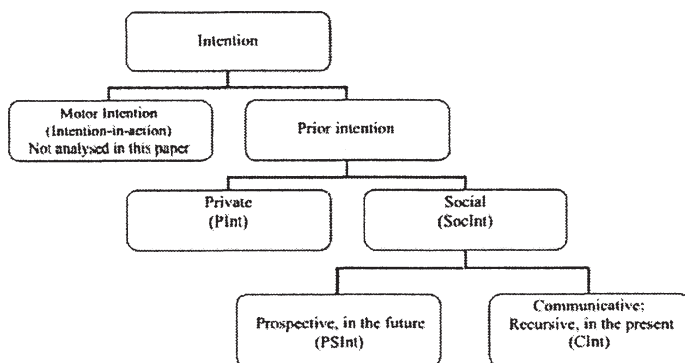 Intention
Motor Intention
(Intention-in-action)
Not analysed in this paper
Prior intention
Private
(PInt)
Social
(SocInt)
Prospective, in the future
(PSInt)
Communicative:
Recursive, in the present
(CInt)